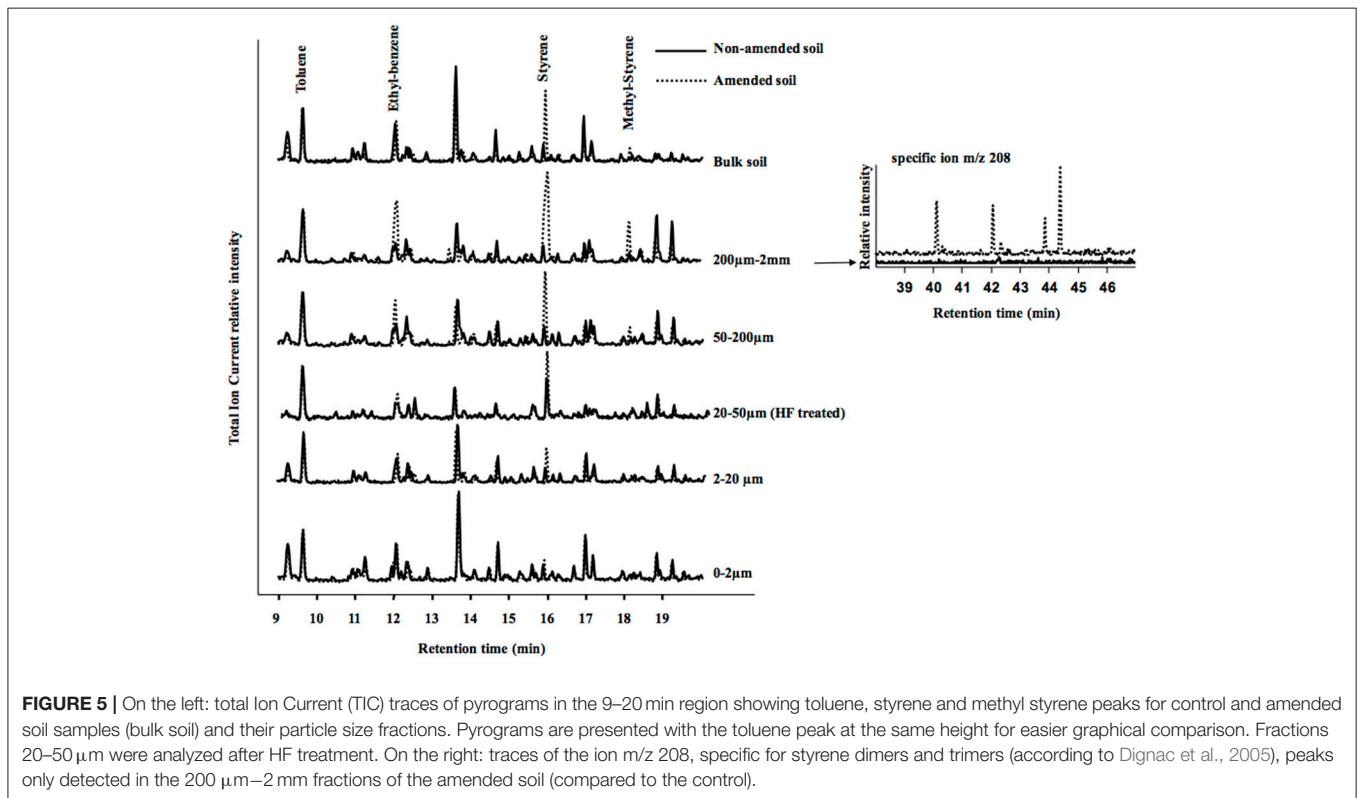 Toluene
Ethyl-benzene
Styrene
Methyl-Styrene
Non-amended soil
Amended soil
Bulk soil
200µm-2mm
50-200µm
20-50µm (HF treated)
2-20 µm
0-2µm
Total Ion Current relative intensity
9 10 11 12 13 14 15 16 17 18 19
Retention time (min)
specific ion m/z 208
Relative intensity
39 40 41 42 43 44 45 46
Retention time (min)
FIGURE 5 | On the left: total Ion Current (TIC) traces of pyrograms in the 9–20 min region showing toluene, styrene and methyl styrene peaks for control and amended
soil samples (bulk soil) and their particle size fractions. Pyrograms are presented with the toluene peak at the same height for easier graphical comparison. Fractions
20–50 µm were analyzed after HF treatment. On the right: traces of the ion m/z 208, specific for styrene dimers and trimers (according to Dignac et al., 2005), peaks
only detected in the 200 µm−2 mm fractions of the amended soil (compared to the control).